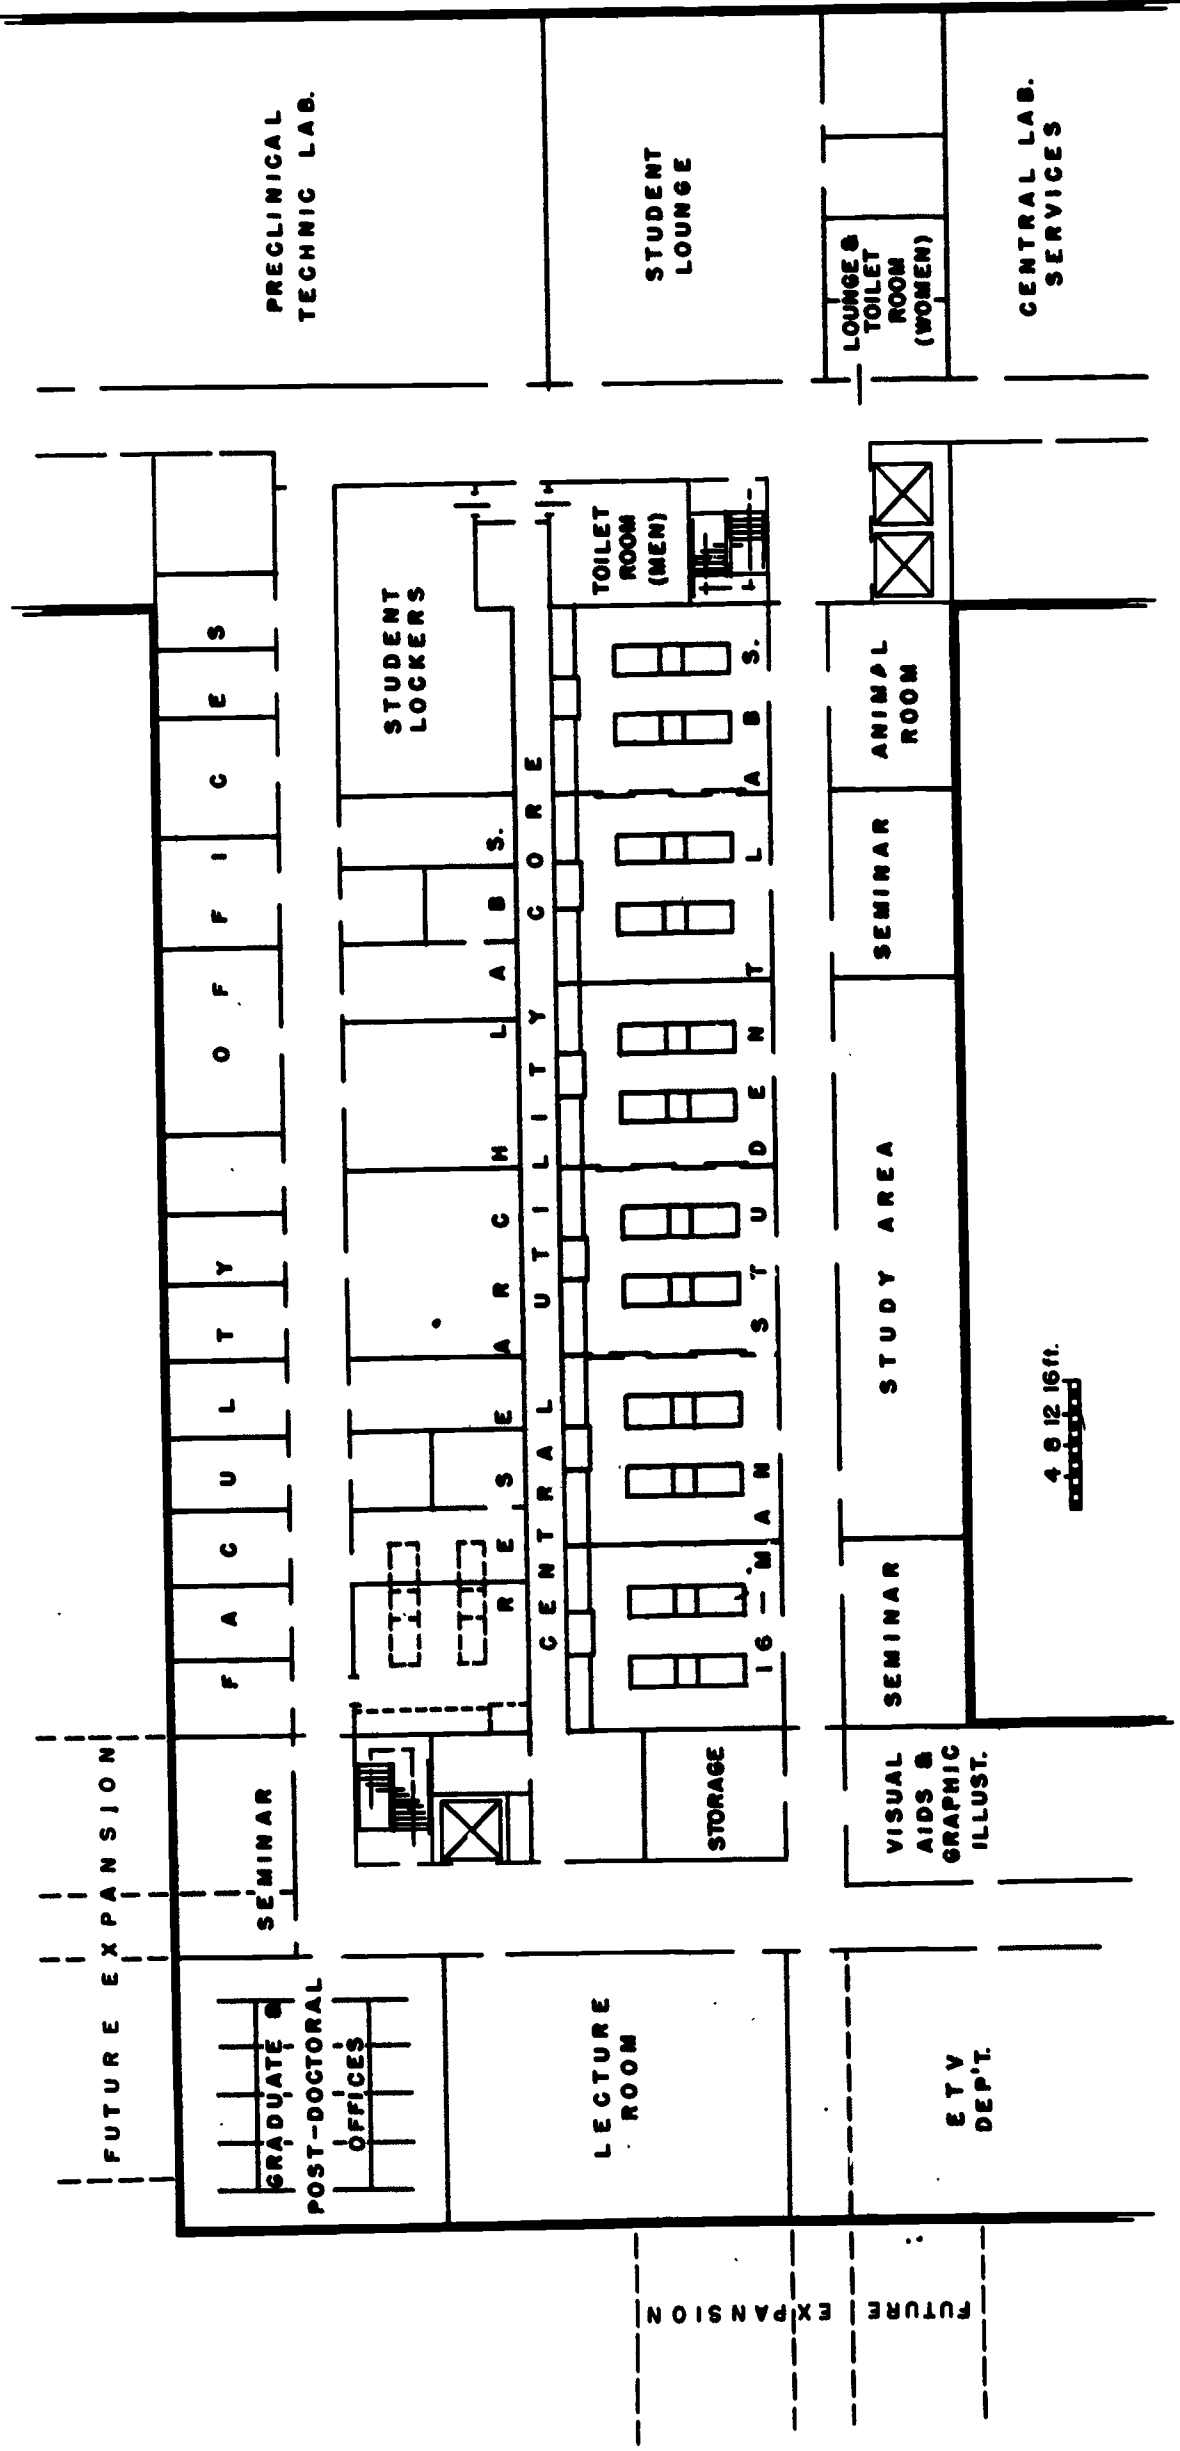 FUTURE EXPANSION
GRADUATE &
POST-DOCTORAL
OFFICES
SEMINAR
FACULTY OFFICES
PRECLINICAL
TECHNIC LAB.
STUDENT
LOCKERS
RESEARCH LABS.
CENTRAL UTILITY CORE
LECTURE
ROOM
STORAGE
16-MAN STUDENT LABS.
TOILET
ROOM
(MEN)
STUDENT
LOUNGE
FUTURE EXPANSION
ETV
DEP'T.
VISUAL
AIDS &
GRAPHIC
ILLUST.
SEMINAR
STUDY AREA
SEMINAR
ANIMAL
ROOM
LOUNGE &
TOILET
ROOM
(WOMEN)
CENTRAL LAB.
SERVICES
4 8 12 16ft.